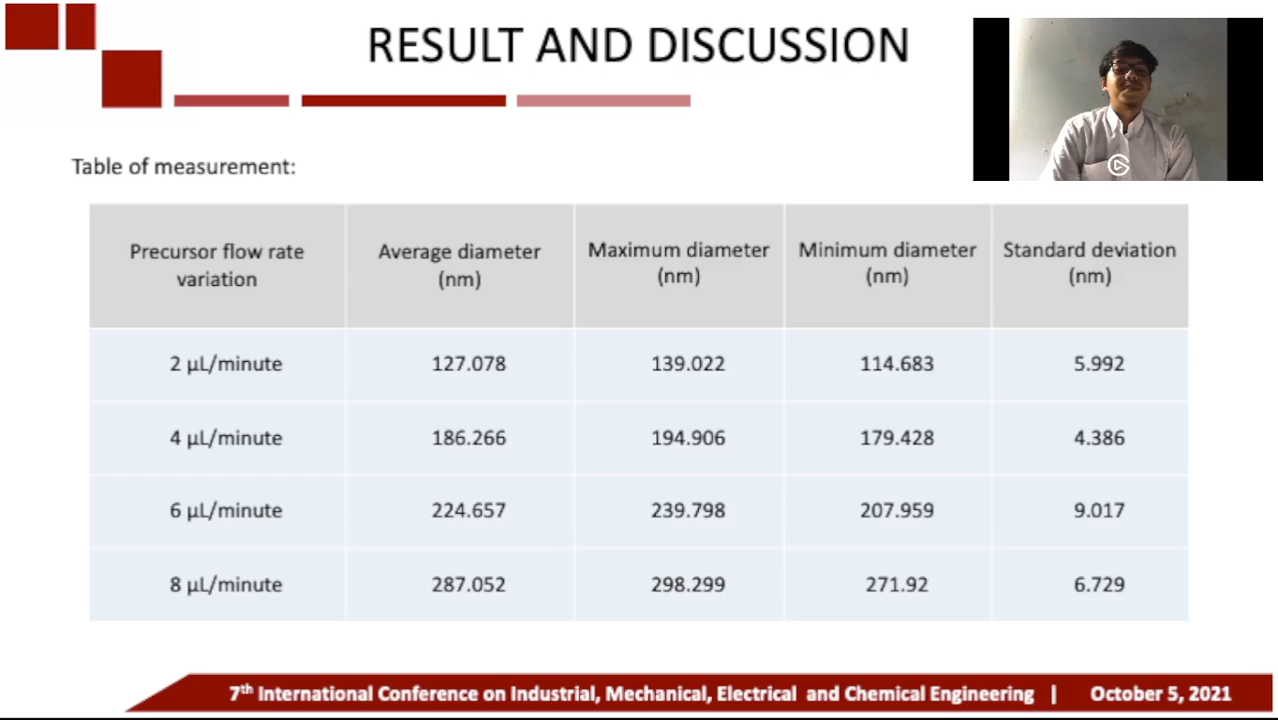 RESULT AND DISCUSSION
Table of measurement:
Precursor flow rate variation Average diameter (nm) Maximum diameter (nm) Minimum diameter (nm) Standard deviation (nm)
2 µL/minute 127.078 139.022 114.683 5.992
4 µL/minute 186.266 194.906 179.428 4.386
6 µL/minute 224.657 239.798 207.959 9.017
8 µL/minute 287.052 298.299 271.92 6.729
7th International Conference on Industrial, Mechanical, Electrical and Chemical Engineering | October 5, 2021